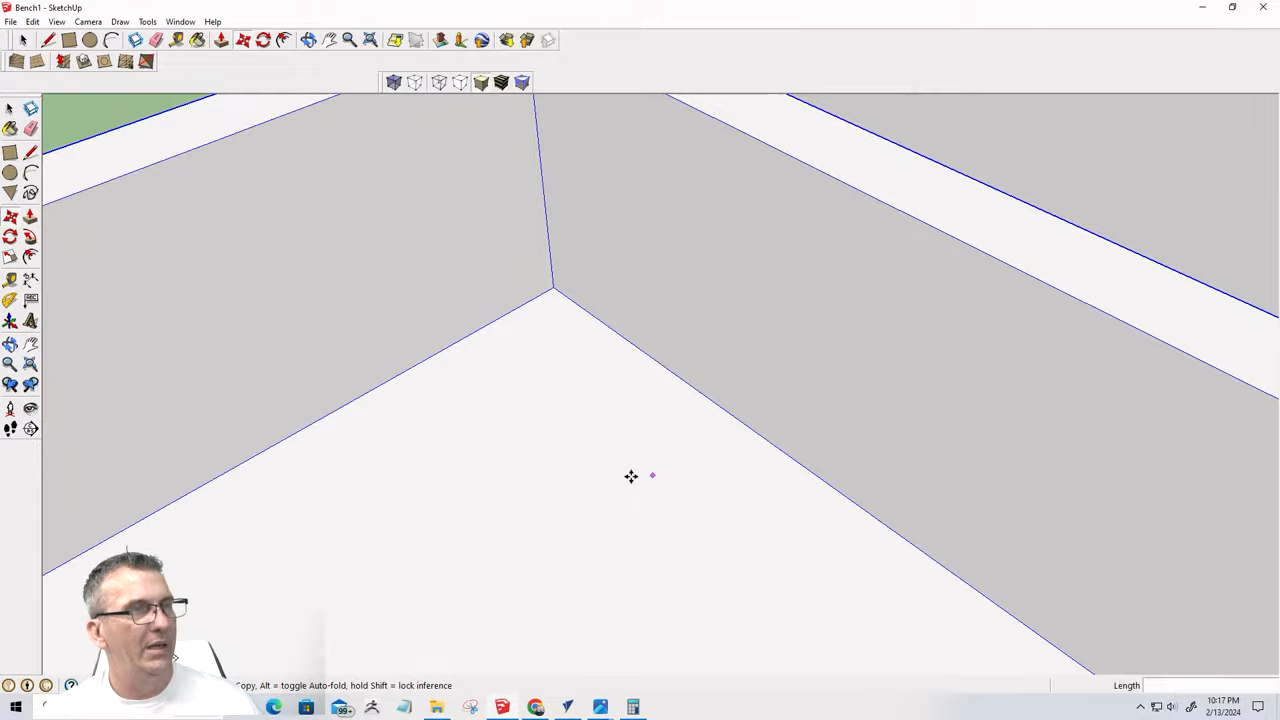 Bench1 - SketchUp
File Edit View Camera Draw Tools Window Help
Copy, Alt = toggle Auto-fold, hold Shift = lock inference
Length
99+
10:17 PM
2/13/2024